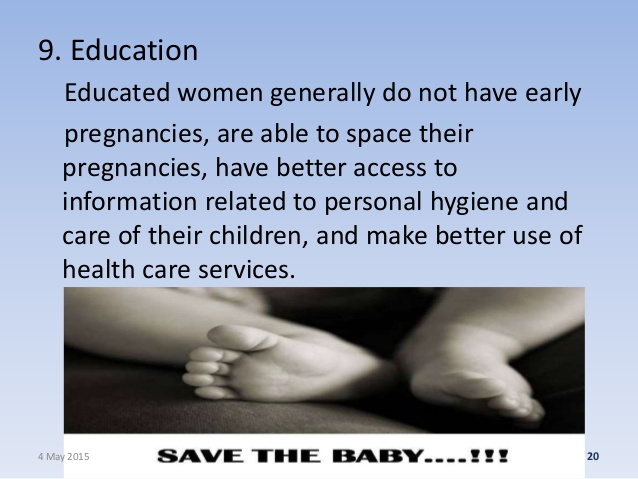 9. Education
Educated women generally do not have early
pregnancies, are able to space their
pregnancies, have better access to
information related to personal hygiene and
care of their children, and make better use of
health care services.
SAVE THE BABY....!!!
4 May 2015
20